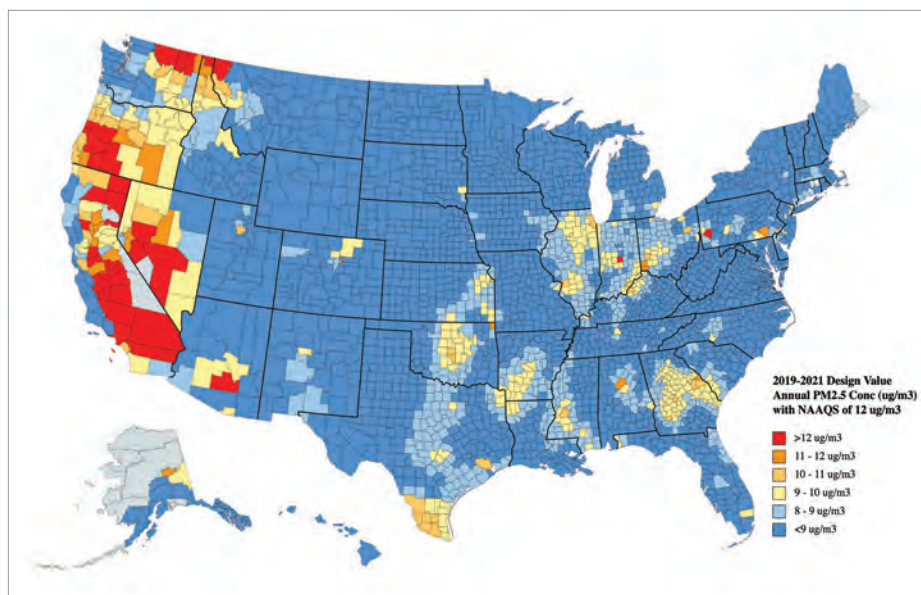 2019-2021 Design Value
Annual PM2.5 Conc (ug/m3)
with NAAQS of 12 ug/m3
>12 ug/m3
11 - 12 ug/m3
10 - 11 ug/m3
9 - 10 ug/m3
8 - 9 ug/m3
<9 ug/m3